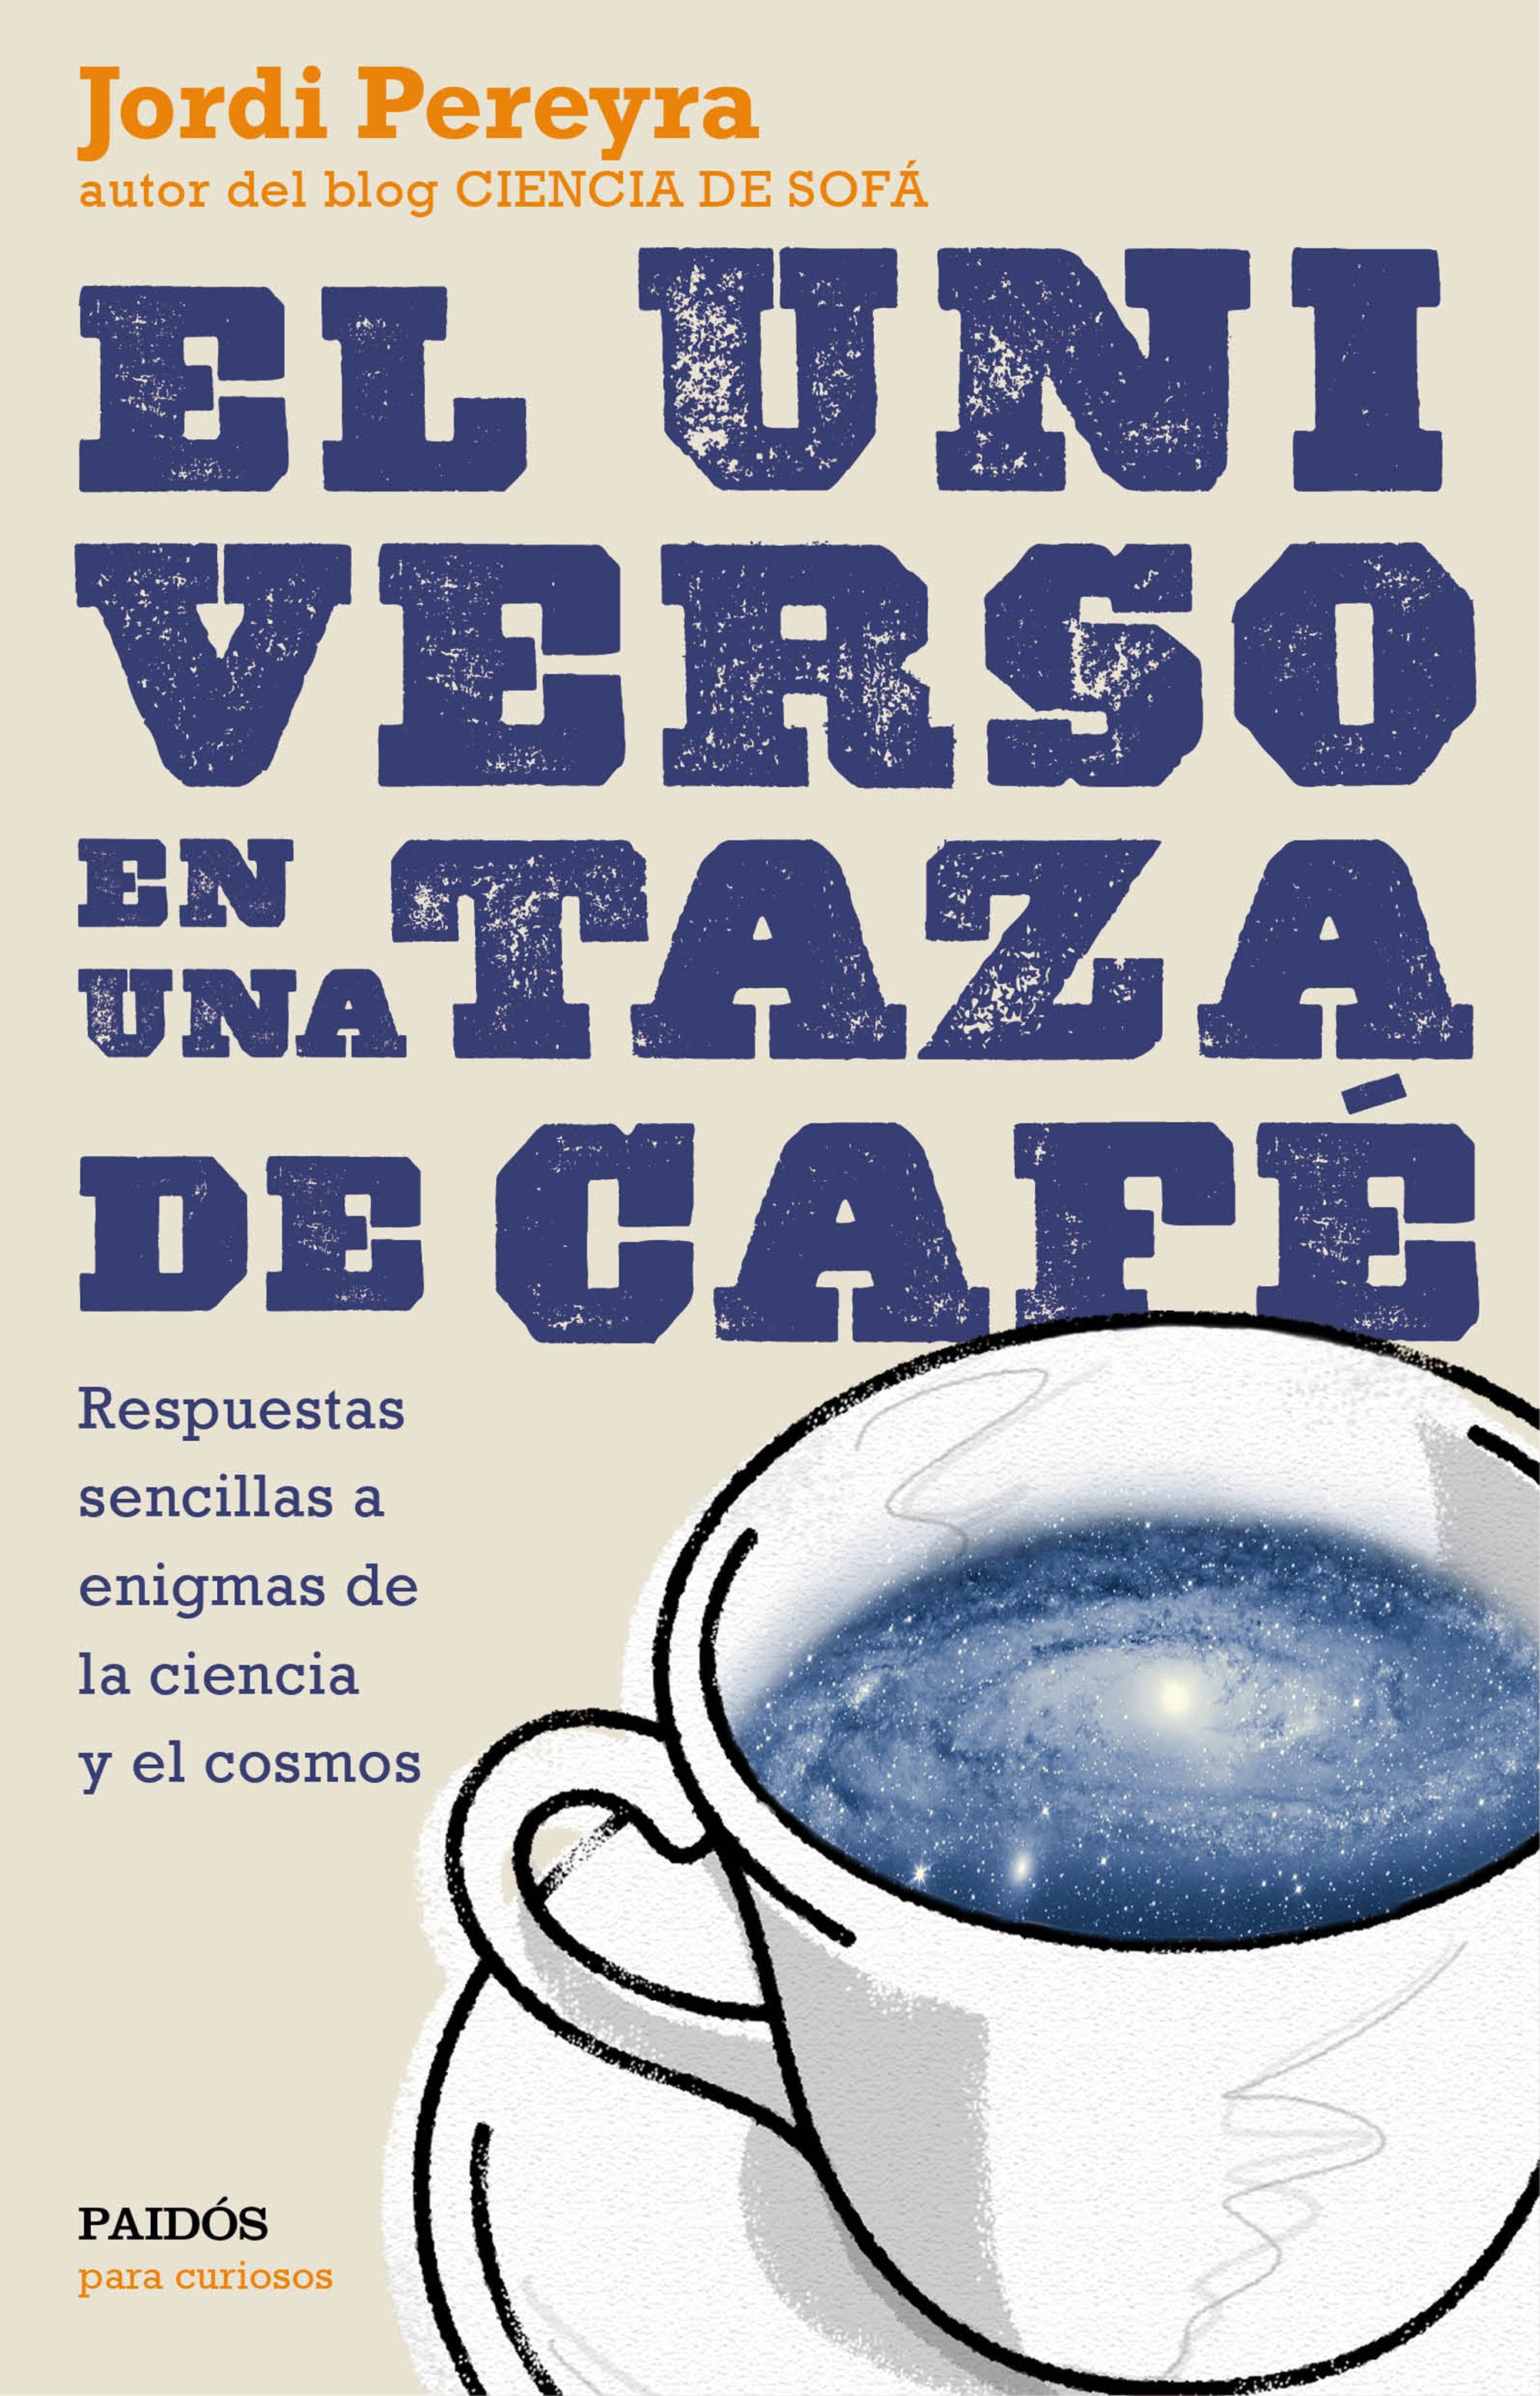 Jordi Pereyra
autor del blog CIENCIA DE SOFÁ
EL UNI
VERSO
EN
UNA TAZA
DE CAFÉ
Respuestas
sencillas a
enigmas de
la ciencia
y el cosmos
PAIDÓS
para curiosos